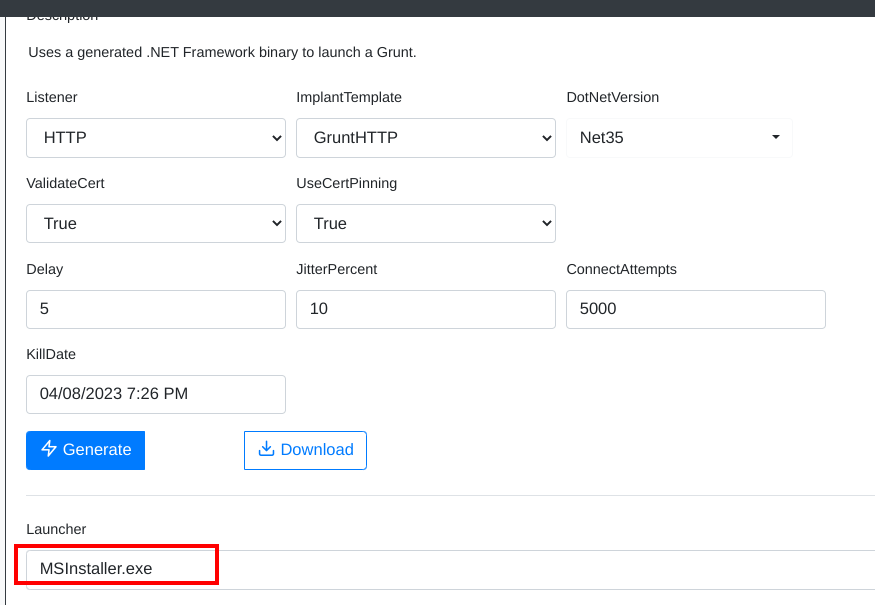 Description
Uses a generated .NET Framework binary to launch a Grunt.
Listener ImplantTemplate DotNetVersion
HTTP GruntHTTP Net35
ValidateCert UseCertPinning
True True
Delay JitterPercent ConnectAttempts
5 10 5000
KillDate
04/08/2023 7:26 PM
Generate Download
Launcher
MSInstaller.exe